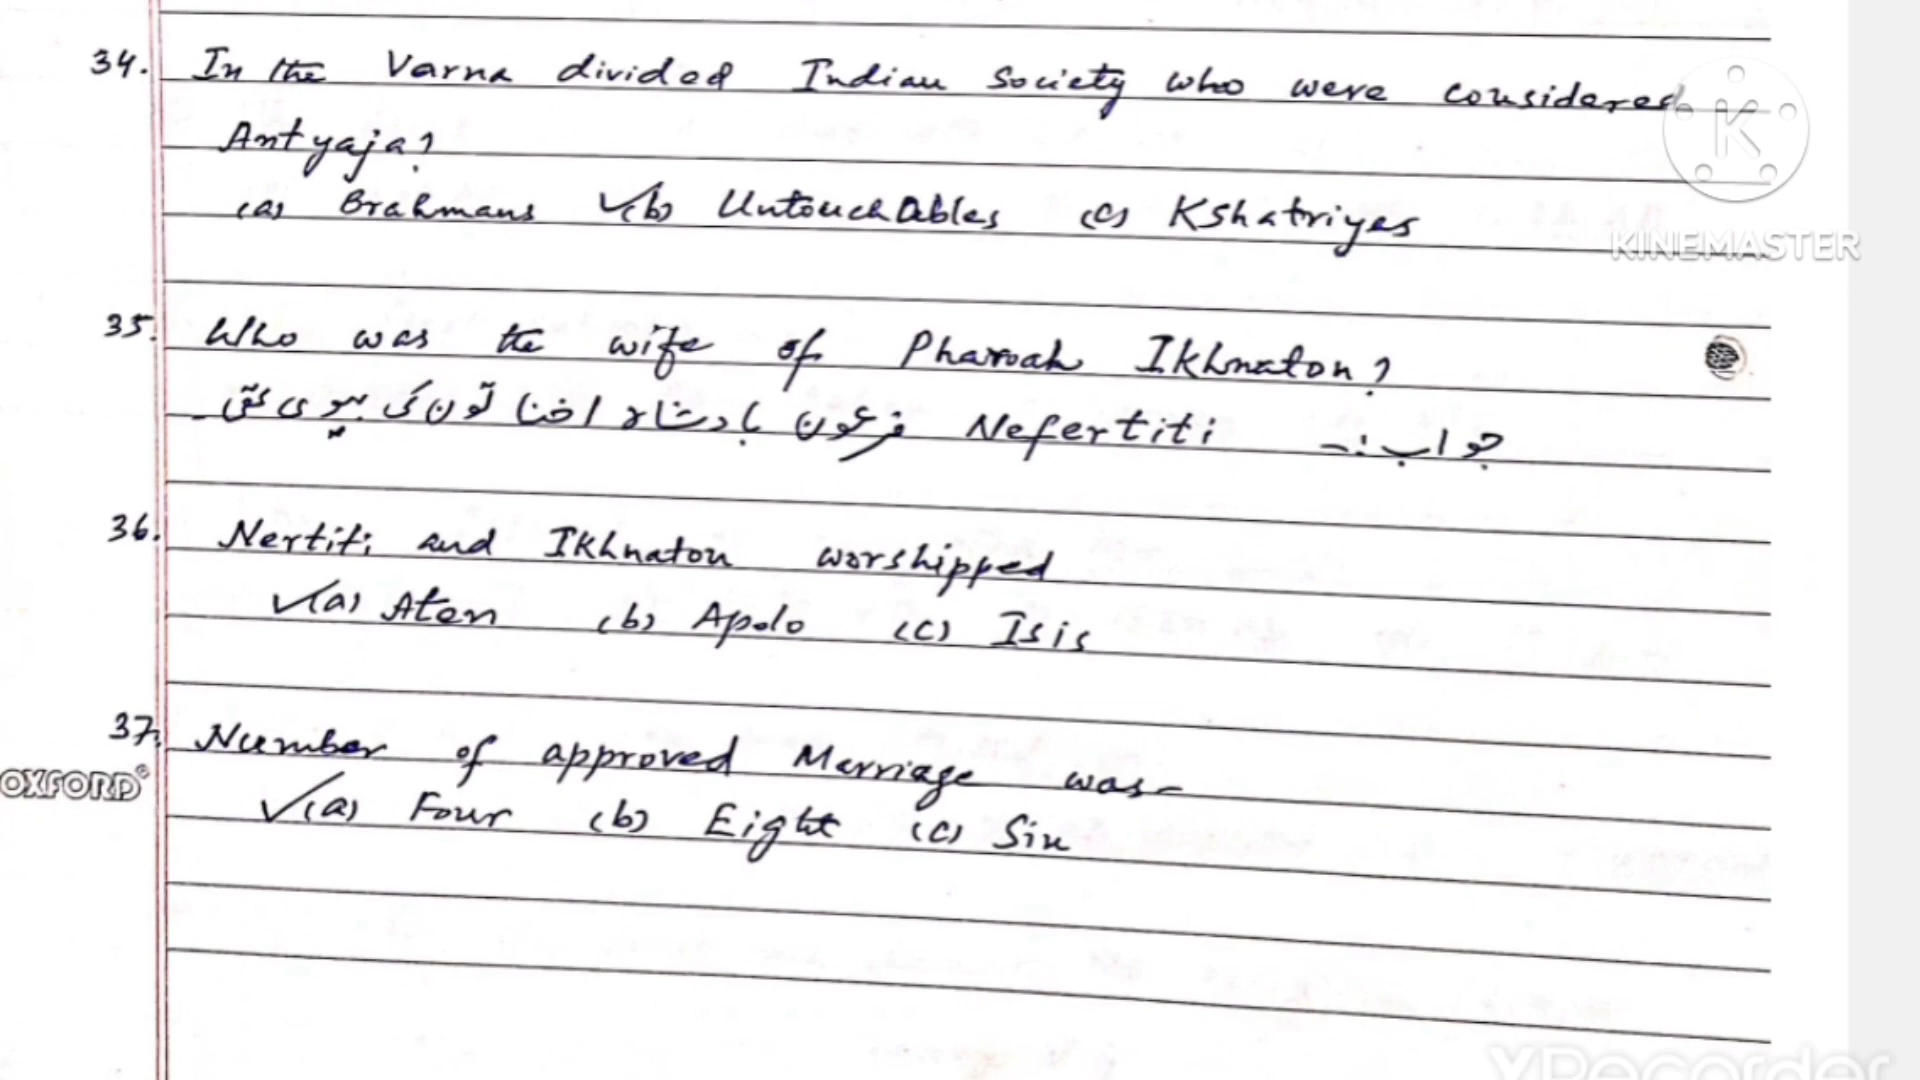 34. In the Varna divided Indian Society who were considered
Antyaja?
(a) Brahmans ✓(b) Untouchables (c) Kshatriyas
35. Who was the wife of Pharoah Ikhnaton?
جواب:- Nefertiti فرعون بادشاہ اخناتون کی بیوی تھی۔
36. Nertiti and Ikhnaton worshipped
✓(a) Aten (b) Apolo (c) Isis
37. Number of approved Marriage was-
✓(a) Four (b) Eight (c) Six
K
KINEMASTER
OXFORD
XRecorder